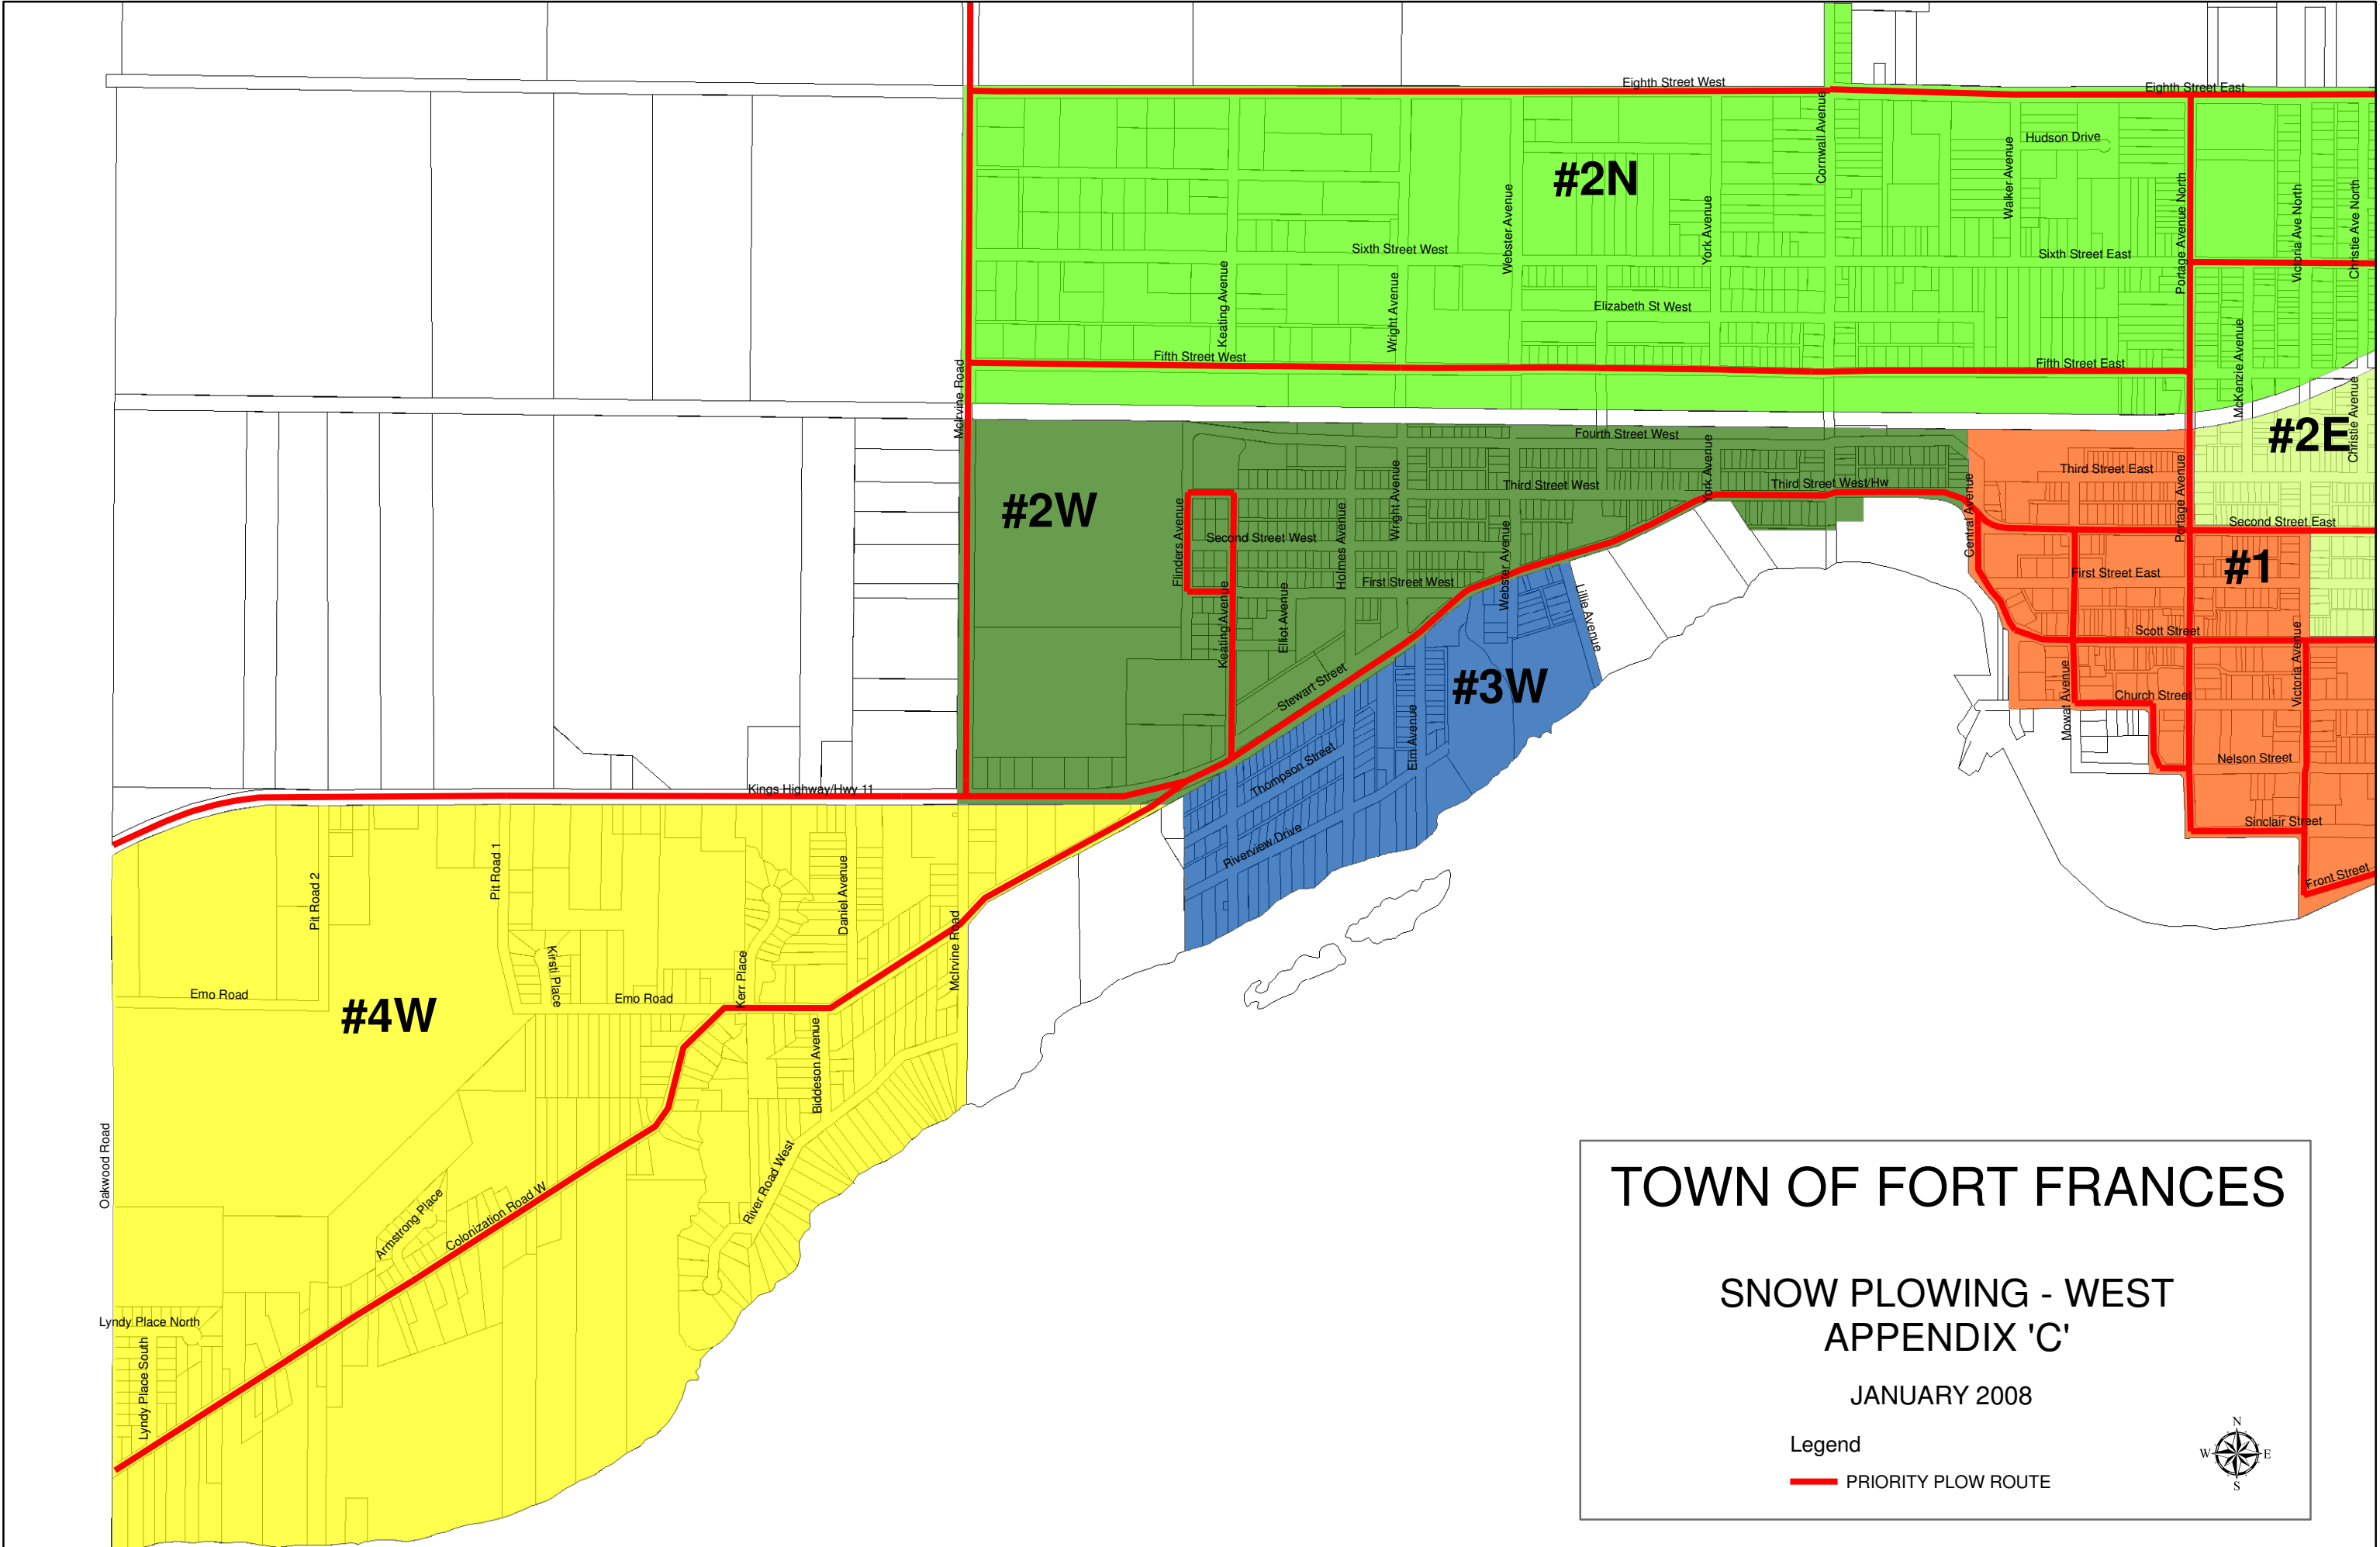 Eighth Street West
Eighth Street East
Cornwall Avenue
Hudson Drive
#2N
Walker Avenue
Webster Avenue
York Avenue
Portage Avenue North
Victoria Ave North
Christie Ave North
Sixth Street West
Sixth Street East
Keating Avenue
Wright Avenue
Elizabeth St West
Fifth Street West
Fifth Street East
McIrvine Road
McKenzie Avenue
Christie Avenue
#2E
Fourth Street West
Third Street East
York Avenue
Third Street West
Third Street West/Hw
Wright Avenue
#2W
Central Avenue
Portage Avenue
Second Street East
Flinders Avenue
Second Street West
Holmes Avenue
Webster Avenue
First Street West
First Street East
#1
Keating Avenue
Elliot Avenue
Lillie Avenue
Scott Street
Victoria Avenue
Stewart Street
#3W
Mowat Avenue
Church Street
Elm Avenue
Thompson Street
Nelson Street
Kings Highway/Hwy 11
Riverview Drive
Sinclair Street
Front Street
Pit Road 2
Pit Road 1
Daniel Avenue
McIrvine Road
Kirsti Place
Kerr Place
Emo Road
Emo Road
#4W
Biddeson Avenue
Oakwood Road
River Road West
Armstrong Place
Colonization Road W
Lyndy Place North
Lyndy Place South
TOWN OF FORT FRANCES
SNOW PLOWING - WEST
APPENDIX 'C'
JANUARY 2008
Legend
PRIORITY PLOW ROUTE
N
W
E
S